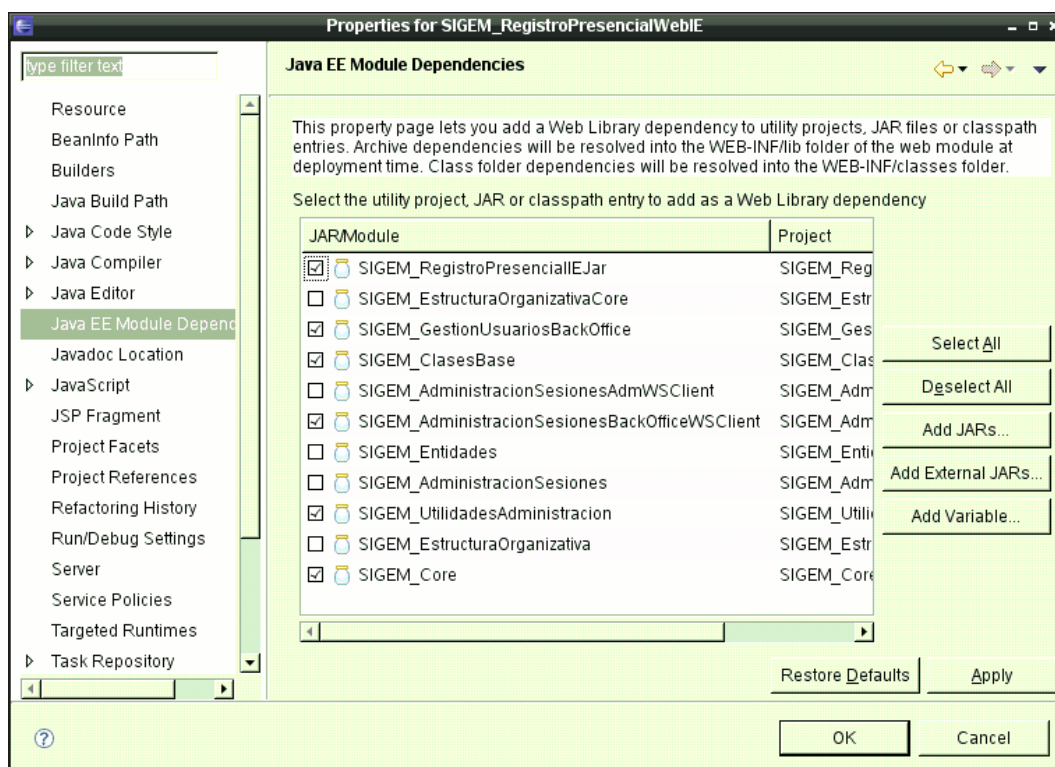 Properties for SIGEM_RegistroPresencialWebIE
type filter text
Resource
BeanInfo Path
Builders
Java Build Path
Java Code Style
Java Compiler
Java Editor
Java EE Module Depend
Javadoc Location
JavaScript
JSP Fragment
Project Facets
Project References
Refactoring History
Run/Debug Settings
Server
Service Policies
Targeted Runtimes
Task Repository
Java EE Module Dependencies
This property page lets you add a Web Library dependency to utility projects, JAR files or classpath
entries. Archive dependencies will be resolved into the WEB-INF/lib folder of the web module at
deployment time. Class folder dependencies will be resolved into the WEB-INF/classes folder.
Select the utility project, JAR or classpath entry to add as a Web Library dependency
JAR/Module Project
SIGEM_RegistroPresencialIEJar SIGEM_Reg
SIGEM_EstructuraOrganizativaCore SIGEM_Estr
SIGEM_GestionUsuariosBackOffice SIGEM_Ges
SIGEM_ClasesBase SIGEM_Clas
SIGEM_AdministracionSesionesAdmWSClient SIGEM_Adm
SIGEM_AdministracionSesionesBackOfficeWSClient SIGEM_Adm
SIGEM_Entidades SIGEM_Enti
SIGEM_AdministracionSesiones SIGEM_Adm
SIGEM_UtilidadesAdministracion SIGEM_Utili
SIGEM_EstructuraOrganizativa SIGEM_Estr
SIGEM_Core SIGEM_Core
Select All
Deselect All
Add JARs...
Add External JARs...
Add Variable...
Restore Defaults
Apply
OK
Cancel